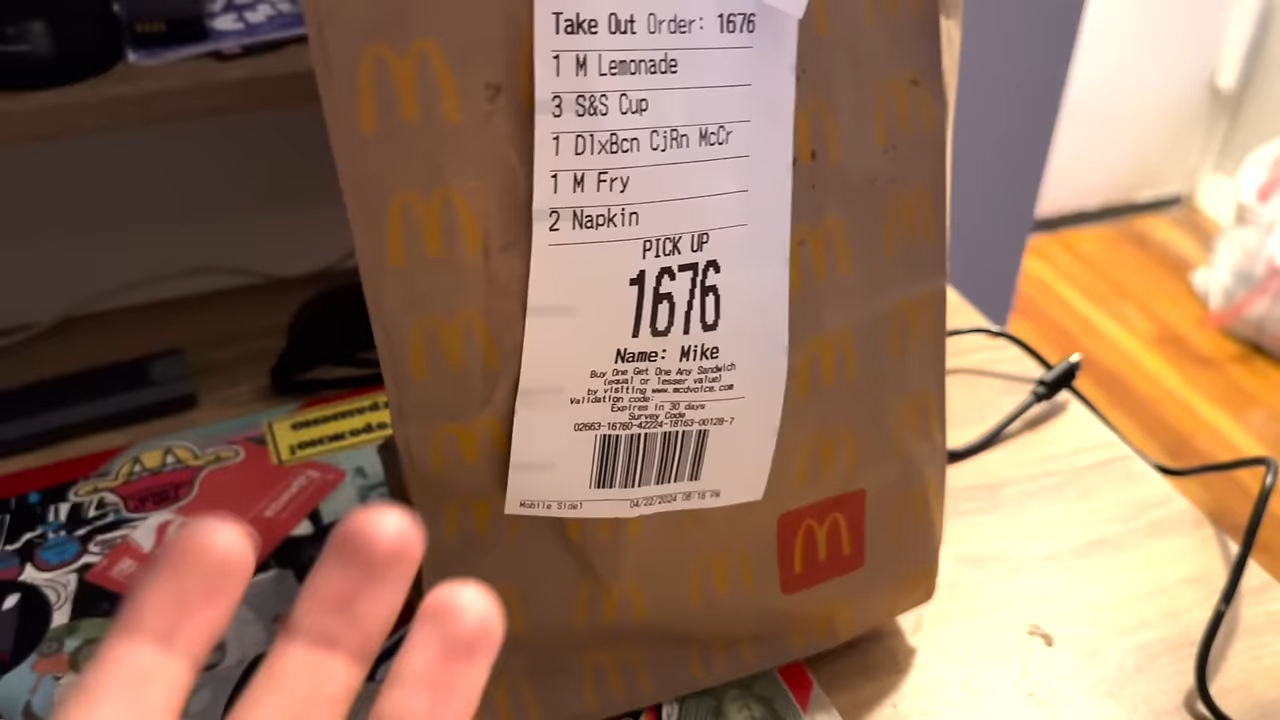 Take Out Order: 1676
1 M Lemonade
3 S&S Cup
1 DlxBcn CjRn McCr
1 M Fry
2 Napkin
PICK UP
1676
Name: Mike
Buy One Get One Any Sandwich
(equal or lesser value)
by visiting www.mcdvoice.com
Validation code:
Expires in 30 days
Survey Code
02663-16760-42224-18163-00128-7
Mobile Side1 04/22/2024 06:16 PM